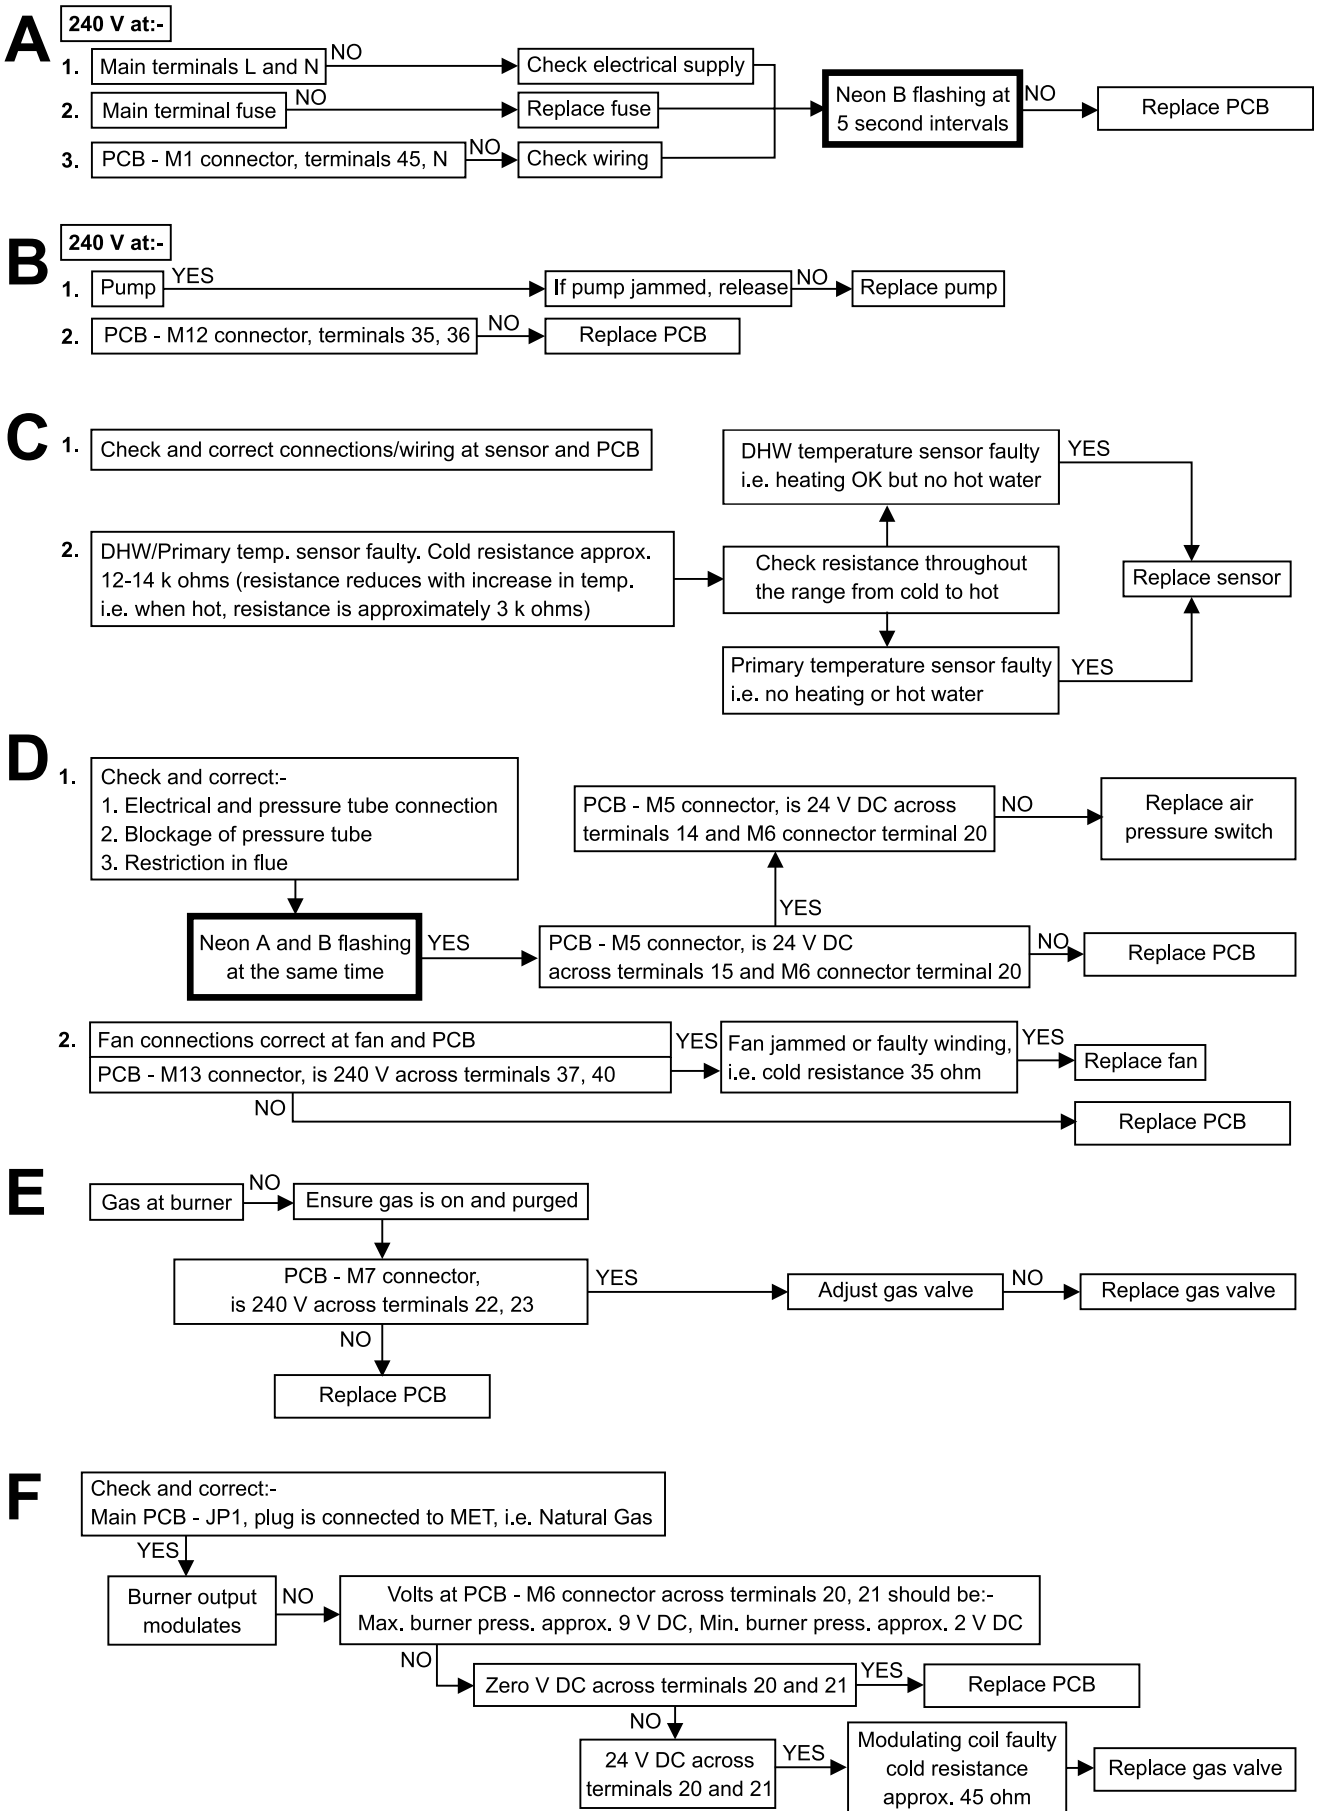 A
240 V at:-
1. Main terminals L and N
NO
Check electrical supply
2. Main terminal fuse
NO
Replace fuse
3. PCB - M1 connector, terminals 45, N
NO
Check wiring
Neon B flashing at
5 second intervals
NO
Replace PCB
B
240 V at:-
1. Pump
YES
If pump jammed, release
NO
Replace pump
2. PCB - M12 connector, terminals 35, 36
NO
Replace PCB
C
1. Check and correct connections/wiring at sensor and PCB
2. DHW/Primary temp. sensor faulty. Cold resistance approx.
12-14 k ohms (resistance reduces with increase in temp.
i.e. when hot, resistance is approximately 3 k ohms)
DHW temperature sensor faulty
i.e. heating OK but no hot water
YES
Check resistance throughout
the range from cold to hot
Replace sensor
Primary temperature sensor faulty
i.e. no heating or hot water
YES
D
1. Check and correct:-
1. Electrical and pressure tube connection
2. Blockage of pressure tube
3. Restriction in flue
Neon A and B flashing
at the same time
YES
PCB - M5 connector, is 24 V DC
across terminals 15 and M6 connector terminal 20
NO
Replace PCB
YES
PCB - M5 connector, is 24 V DC across
terminals 14 and M6 connector terminal 20
NO
Replace air
pressure switch
2. Fan connections correct at fan and PCB
PCB - M13 connector, is 240 V across terminals 37, 40
YES
Fan jammed or faulty winding,
i.e. cold resistance 35 ohm
YES
Replace fan
NO
Replace PCB
E
Gas at burner
NO
Ensure gas is on and purged
PCB - M7 connector,
is 240 V across terminals 22, 23
YES
Adjust gas valve
NO
Replace gas valve
NO
Replace PCB
F
Check and correct:-
Main PCB - JP1, plug is connected to MET, i.e. Natural Gas
YES
Burner output
modulates
NO
Volts at PCB - M6 connector across terminals 20, 21 should be:-
Max. burner press. approx. 9 V DC, Min. burner press. approx. 2 V DC
NO
Zero V DC across terminals 20 and 21
YES
Replace PCB
NO
24 V DC across
terminals 20 and 21
YES
Modulating coil faulty
cold resistance
approx. 45 ohm
Replace gas valve